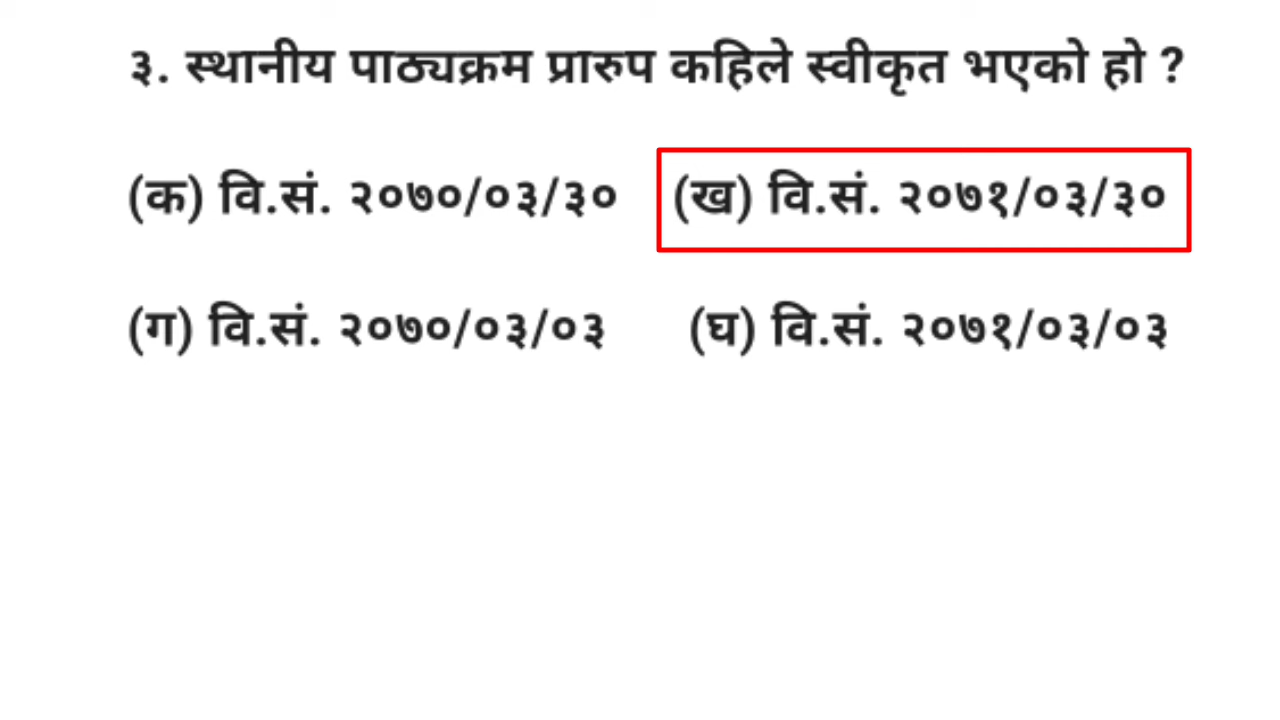 ३. स्थानीय पाठ्यक्रम प्रारुप कहिले स्वीकृत भएको हो ?
(क) वि.सं. २०७०/०३/३० (ख) वि.सं. २०७१/०३/३०
(ग) वि.सं. २०७०/०३/०३ (घ) वि.सं. २०७१/०३/०३